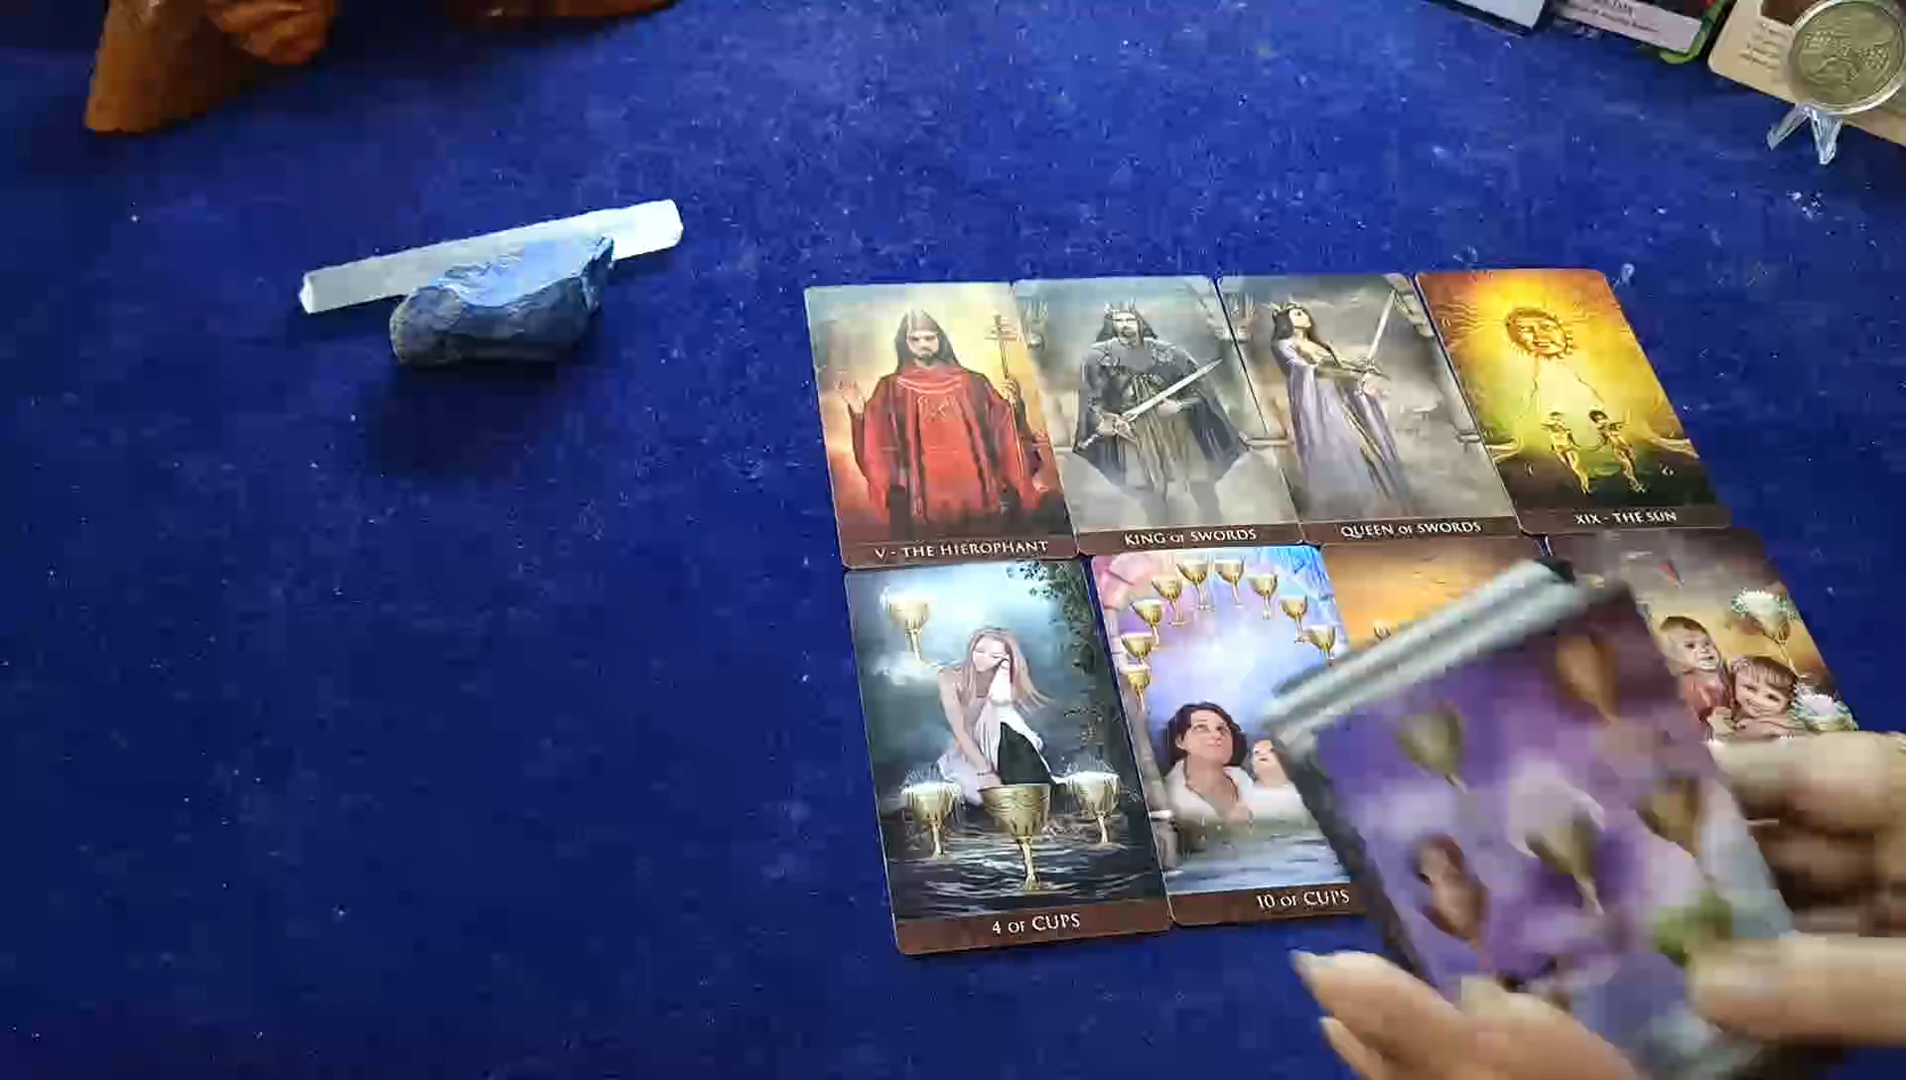 V - THE HIEROPHANT
KING OF SWORDS
QUEEN OF SWORDS
XIX - THE SUN
4 OF CUPS
10 OF CUPS